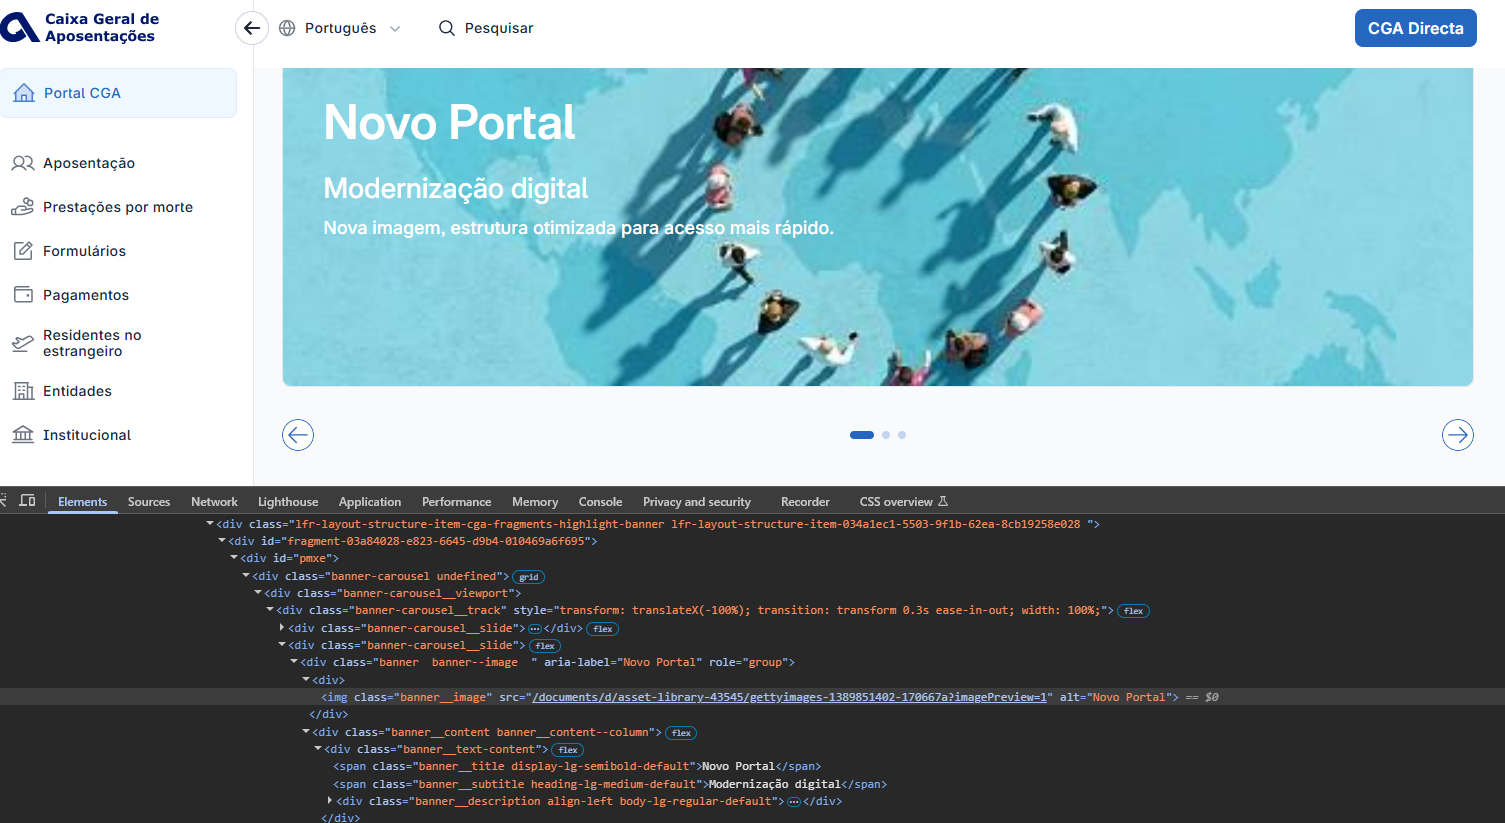 Caixa Geral de
Aposentações
Português
Pesquisar
CGA Directa
Portal CGA
Aposentação
Prestações por morte
Formulários
Pagamentos
Residentes no
estrangeiro
Entidades
Institucional
Novo Portal
Modernização digital
Nova imagem, estrutura otimizada para acesso mais rápido.
Elements Sources Network Lighthouse Application Performance Memory Console Privacy and security Recorder CSS overview
<div class="lfr-layout-structure-item-cga-fragments-highlight-banner lfr-layout-structure-item-034a1ec1-5503-9f1b-62ea-8cb19258e028 ">
<div id="fragment-03a84028-e823-6645-d9b4-010469a6f695">
<div id="pmxe">
<div class="banner-carousel undefined"> grid
<div class="banner-carousel__viewport">
<div class="banner-carousel__track" style="transform: translateX(-100%); transition: transform 0.3s ease-in-out; width: 100%;"> flex
<div class="banner-carousel__slide"> … </div> flex
<div class="banner-carousel__slide"> flex
<div class="banner  banner--image  " aria-label="Novo Portal" role="group">
<div>
<img class="banner__image" src="/documents/d/asset-library-43545/gettyimages-1389851402-170667a?imagePreview=1" alt="Novo Portal"> == $0
</div>
<div class="banner__content banner__content--column"> flex
<div class="banner__text-content"> flex
<span class="banner__title display-lg-semibold-default">Novo Portal</span>
<span class="banner__subtitle heading-lg-medium-default">Modernização digital</span>
<div class="banner__description align-left body-lg-regular-default"> … </div>
</div>